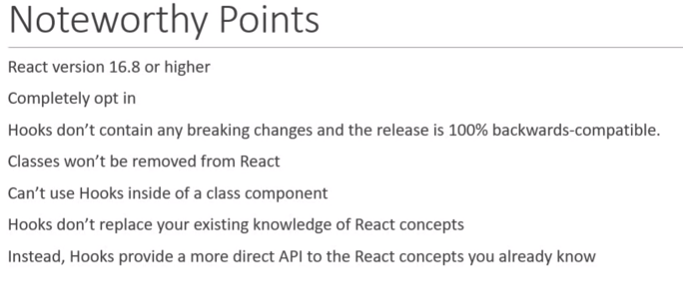 Noteworthy Points
React version 16.8 or higher
Completely opt in
Hooks don't contain any breaking changes and the release is 100% backwards-compatible.
Classes won't be removed from React
Can't use Hooks inside of a class component
Hooks don't replace your existing knowledge of React concepts
Instead, Hooks provide a more direct API to the React concepts you already know